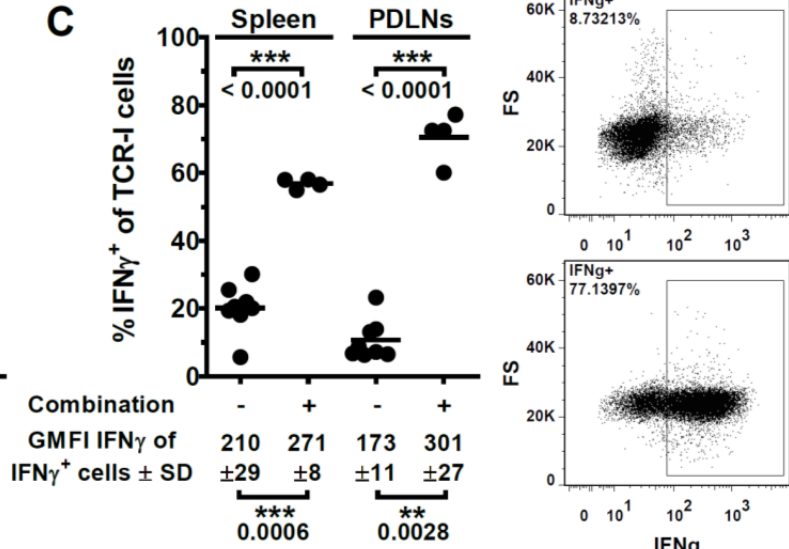 C
Spleen PDLNs
*** ***
< 0.0001 < 0.0001
% IFNγ⁺ of TCR-I cells
100
80
60
40
20
0
Combination - + - +
GMFI IFNγ of 210 271 173 301
IFNγ⁺ cells ± SD ±29 ±8 ±11 ±27
*** **
0.0006 0.0028
IFNg+
8.73213%
FS
60K
40K
20K
0
0 10¹ 10² 10³
IFNg+
77.1397%
FS
60K
40K
20K
0
0 10¹ 10² 10³
IFNg